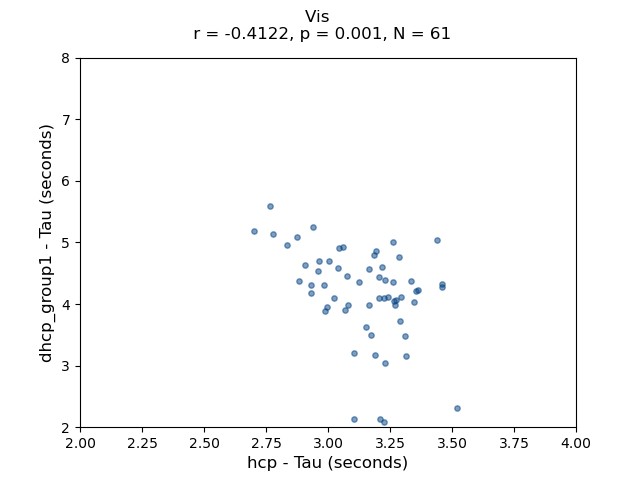 Vis
r = -0.4122, p = 0.001, N = 61
8
7
6
5
4
3
2
dhcp_group1 - Tau (seconds)
2.00 2.25 2.50 2.75 3.00 3.25 3.50 3.75 4.00
hcp - Tau (seconds)